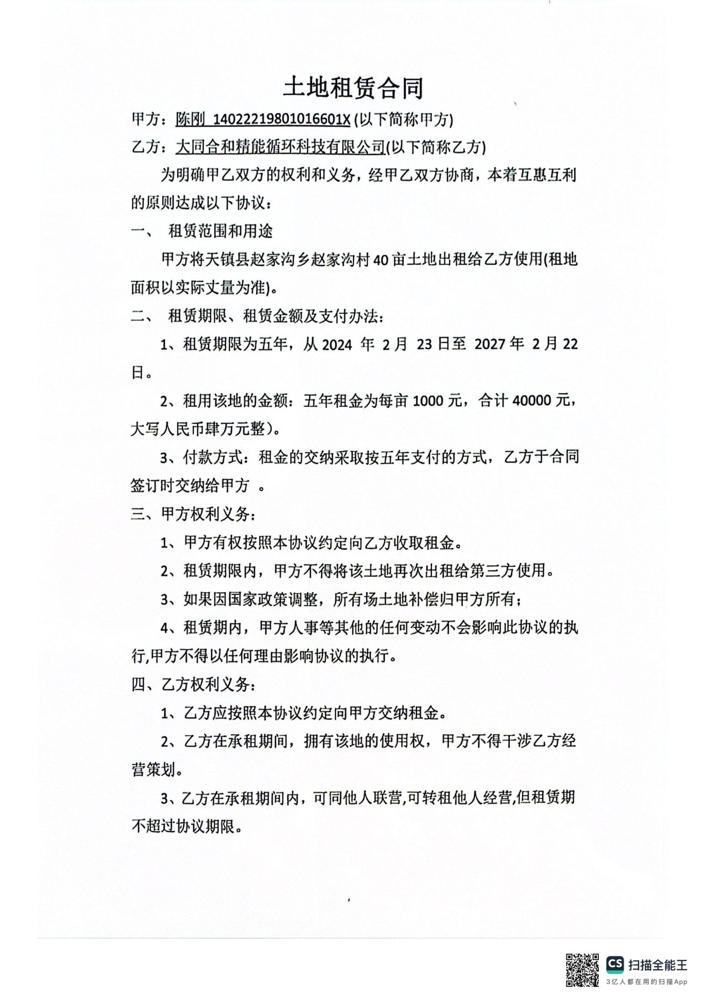 土地租赁合同
甲方：陈刚 14022219801016601X (以下简称甲方)
乙方：大同合和精能循环科技有限公司(以下简称乙方)
为明确甲乙双方的权利和义务，经甲乙双方协商，本着互惠互利
的原则达成以下协议：
一、 租赁范围和用途
甲方将天镇县赵家沟乡赵家沟村 40 亩土地出租给乙方使用(租地
面积以实际丈量为准)。
二、 租赁期限、租赁金额及支付办法：
1、租赁期限为五年，从 2024 年 2 月 23 日至 2027 年 2 月 22
日。
2、租用该地的金额：五年租金为每亩 1000 元，合计 40000 元，
大写人民币肆万元整）。
3、付款方式：租金的交纳采取按五年支付的方式，乙方于合同
签订时交纳给甲方 。
三、甲方权利义务：
1、甲方有权按照本协议约定向乙方收取租金。
2、租赁期限内，甲方不得将该土地再次出租给第三方使用。
3、如果因国家政策调整，所有场土地补偿归甲方所有；
4、租赁期内，甲方人事等其他的任何变动不会影响此协议的执
行,甲方不得以任何理由影响协议的执行。
四、乙方权利义务：
1、乙方应按照本协议约定向甲方交纳租金。
2、乙方在承租期间，拥有该地的使用权，甲方不得干涉乙方经
营策划。
3、乙方在承租期间内，可同他人联营,可转租他人经营,但租赁期
不超过协议期限。
CS 扫描全能王
3亿人都在用的扫描App